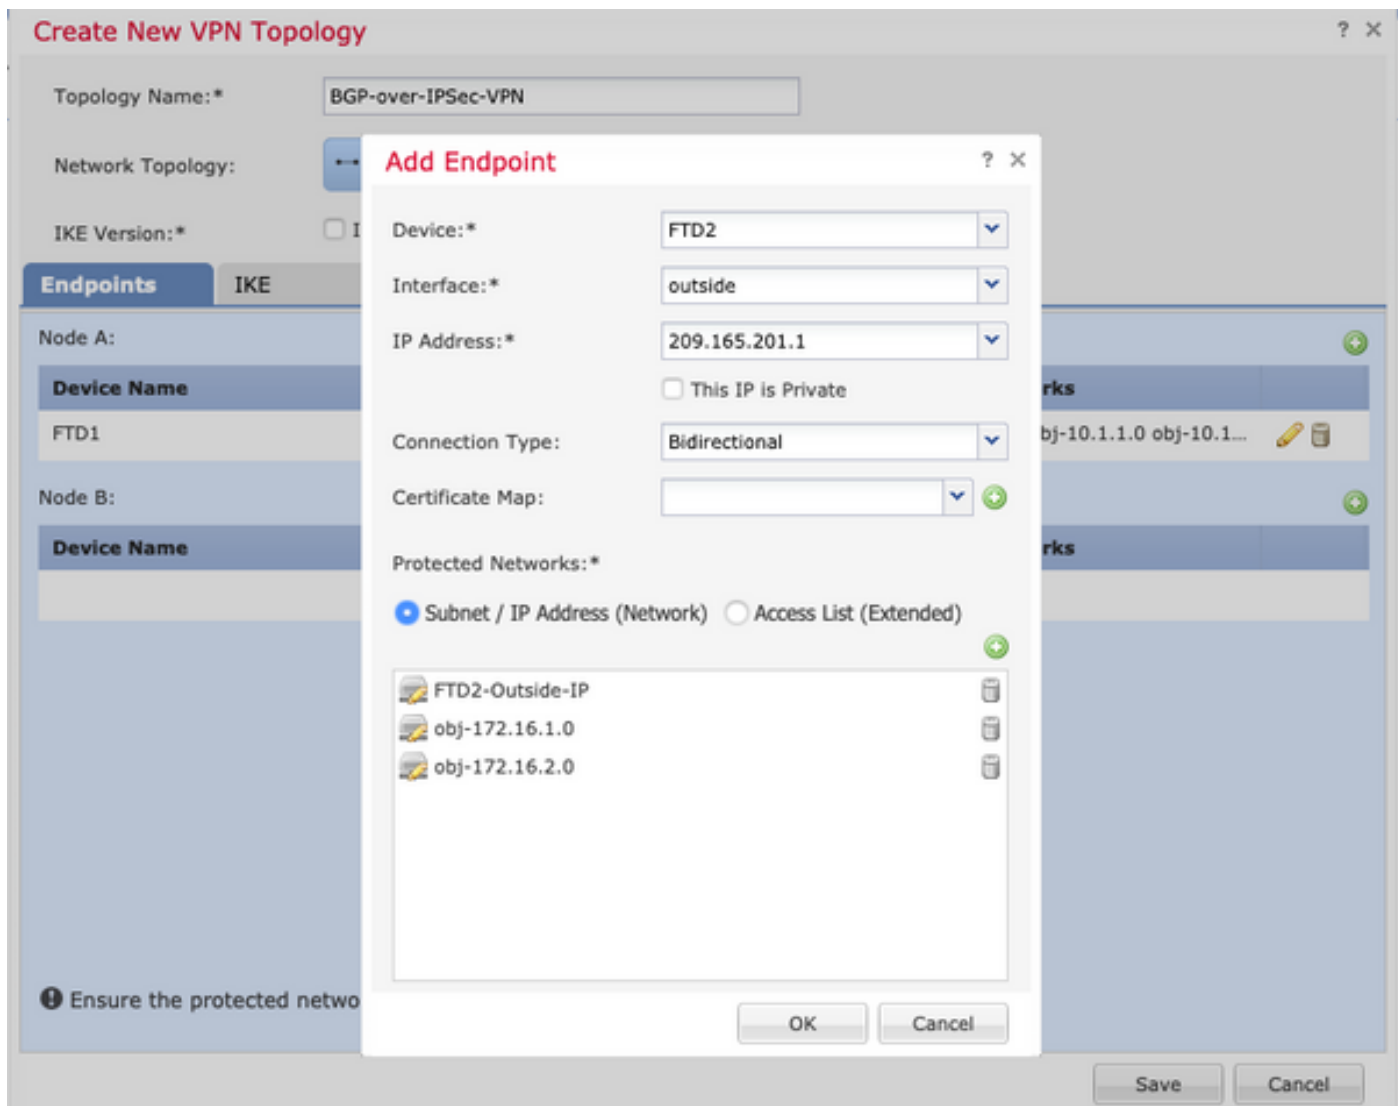 Create New VPN Topology ?
Topology Name:* BGP-over-IPSec-VPN
Network Topology:
IKE Version:* I
Endpoints IKE
Node A:
Device Name rks
FTD1 bj-10.1.1.0 obj-10.1...
Node B:
Device Name rks
Ensure the protected netwo
Save Cancel
Add Endpoint ?
Device:* FTD2
Interface:* outside
IP Address:* 209.165.201.1
This IP is Private
Connection Type: Bidirectional
Certificate Map:
Protected Networks:*
Subnet / IP Address (Network) Access List (Extended)
FTD2-Outside-IP
obj-172.16.1.0
obj-172.16.2.0
OK Cancel